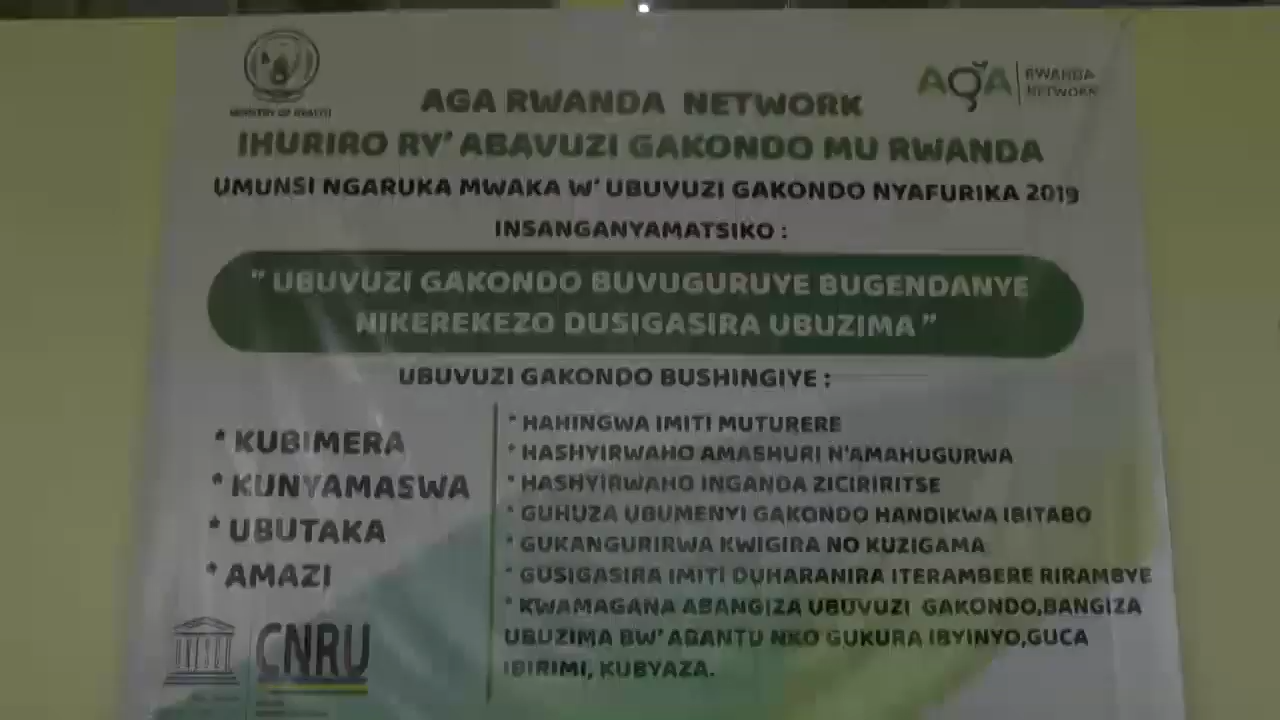 MINISTRY OF HEALTH
AGA RWANDA NETWORK
AGA RWANDA NETWORK
IHURIRO RY' ABAVUZI GAKONDO MU RWANDA
UMUNSI NGARUKA MWAKA W' UBUVUZI GAKONDO NYAFURIKA 2019
INSANGANYAMATSIKO :
" UBUVUZI GAKONDO BUVUGURUYE BUGENDANYE
NIKEREKEZO DUSIGASIRA UBUZIMA "
UBUVUZI GAKONDO BUSHINGIYE :
* KUBIMERA
* KUNYAMASWA
* UBUTAKA
* AMAZI
* HAHINGWA IMITI MUTURERE
* HASHYIRWAHO AMASHURI N'AMAHUGURWA
* HASHYIRWAHO INGANDA ZICIRIRITSE
* GUHUZA UBUMENYI GAKONDO HANDIKWA IBITABO
* GUKANGURIRWA KWIGIRA NO KUZIGAMA
* GUSIGASIRA IMITI DUHARANIRA ITERAMBERE RIRAMBYE
* KWAMAGANA ABANGIZA UBUVUZI GAKONDO,BANGIZA
UBUZIMA BW' ABANTU NKO GUKURA IBYINYO,GUCA
IBIRIMI, KUBYAZA.
CNRU